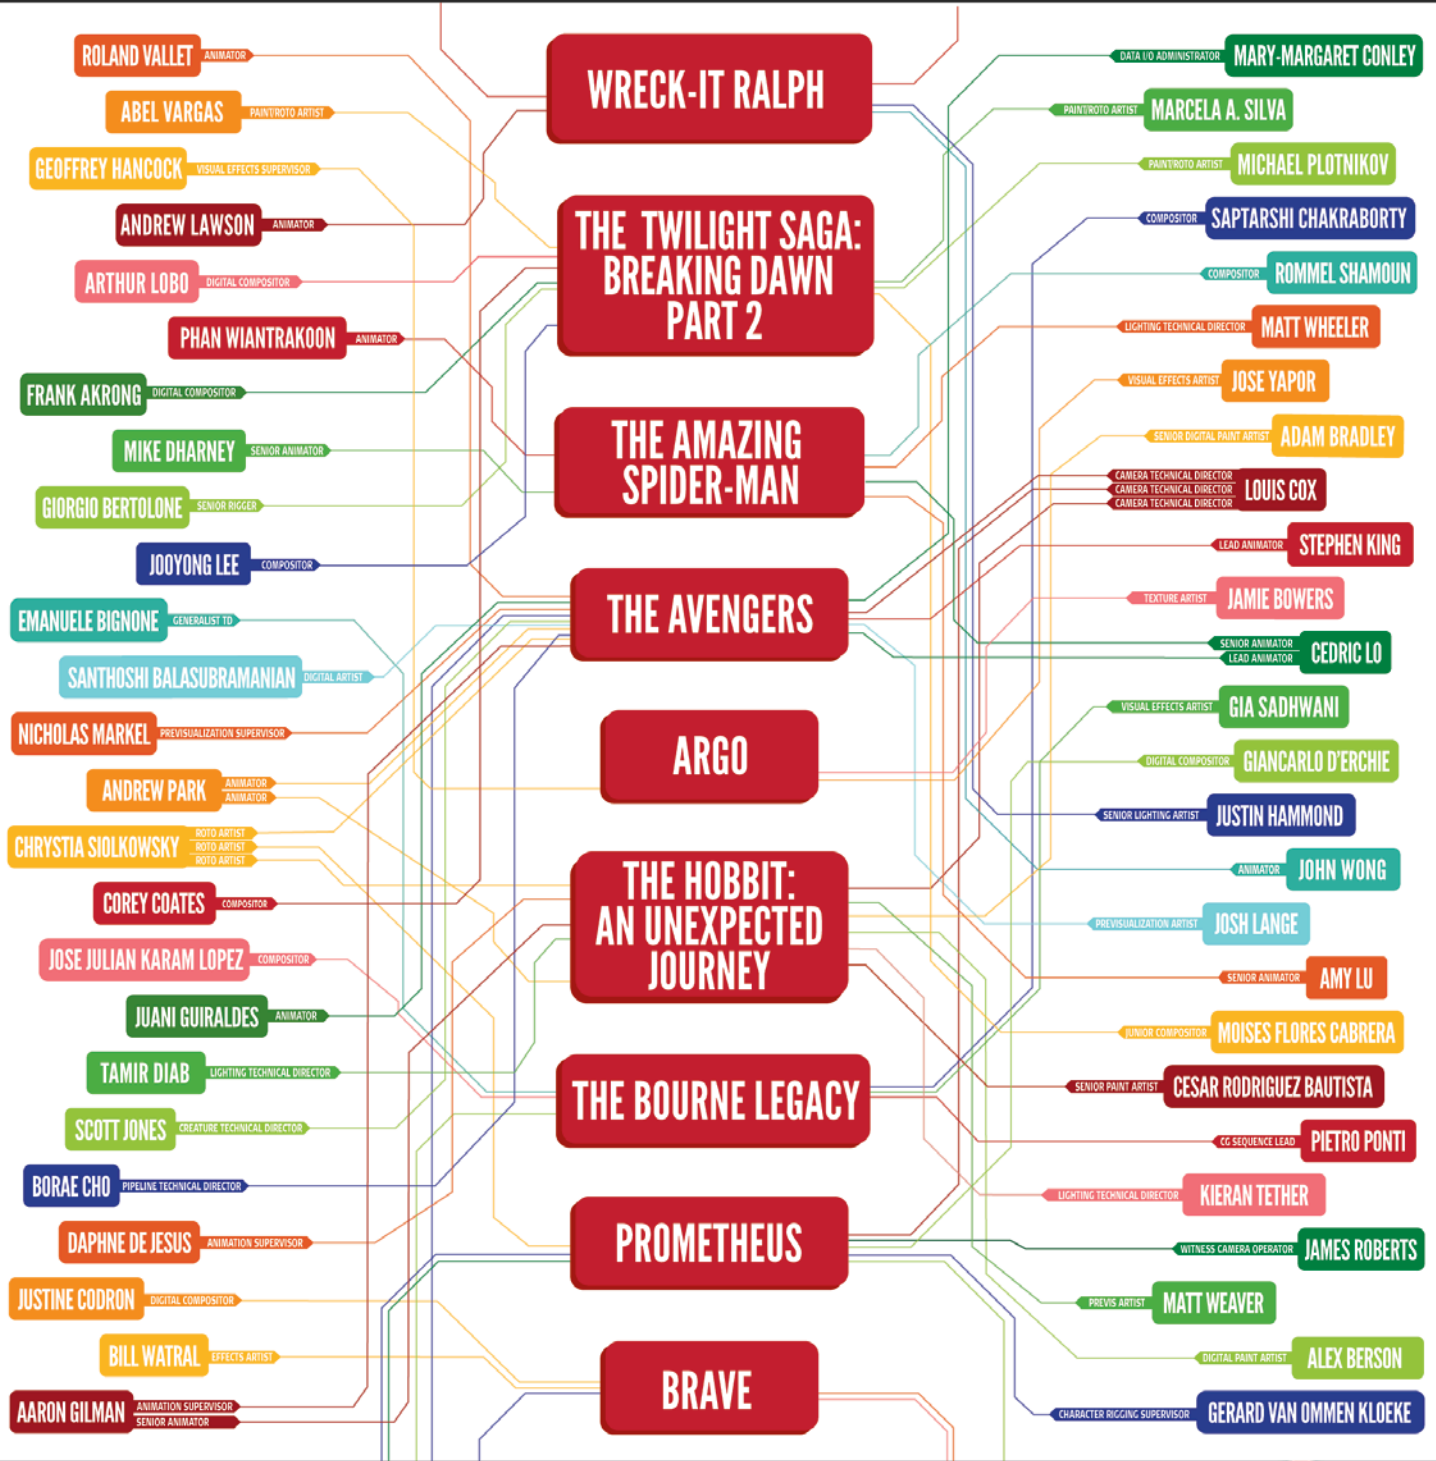 ROLAND VALLET
ANIMATOR
ABEL VARGAS
PAINT/ROTO ARTIST
GEOFFREY HANCOCK
VISUAL EFFECTS SUPERVISOR
ANDREW LAWSON
ANIMATOR
ARTHUR LOBO
DIGITAL COMPOSITOR
PHAN WIANTRAKOON
ANIMATOR
FRANK AKRONG
DIGITAL COMPOSITOR
MIKE DHARNEY
SENIOR ANIMATOR
GIORGIO BERTOLONE
SENIOR RIGGER
JOOYONG LEE
COMPOSITOR
EMANUELE BIGNONE
GENERALIST TD
SANTHOSHI BALASUBRAMANIAN
DIGITAL ARTIST
NICHOLAS MARKEL
PREVISUALIZATION SUPERVISOR
ANDREW PARK
ANIMATOR
ANIMATOR
CHRYSTIA SIOLKOWSKY
ROTO ARTIST
ROTO ARTIST
ROTO ARTIST
COREY COATES
COMPOSITOR
JOSE JULIAN KARAM LOPEZ
COMPOSITOR
JUANI GUIRALDES
ANIMATOR
TAMIR DIAB
LIGHTING TECHNICAL DIRECTOR
SCOTT JONES
CREATURE TECHNICAL DIRECTOR
BORAE CHO
PIPELINE TECHNICAL DIRECTOR
DAPHNE DE JESUS
ANIMATION SUPERVISOR
JUSTINE CODRON
DIGITAL COMPOSITOR
BILL WATRAL
EFFECTS ARTIST
AARON GILMAN
ANIMATION SUPERVISOR
SENIOR ANIMATOR
WRECK-IT RALPH
THE TWILIGHT SAGA:
BREAKING DAWN
PART 2
THE AMAZING
SPIDER-MAN
THE AVENGERS
ARGO
THE HOBBIT:
AN UNEXPECTED
JOURNEY
THE BOURNE LEGACY
PROMETHEUS
BRAVE
DATA I/O ADMINISTRATOR
MARY-MARGARET CONLEY
PAINT/ROTO ARTIST
MARCELA A. SILVA
PAINT/ROTO ARTIST
MICHAEL PLOTNIKOV
COMPOSITOR
SAPTARSHI CHAKRABORTY
COMPOSITOR
ROMMEL SHAMOUN
LIGHTING TECHNICAL DIRECTOR
MATT WHEELER
VISUAL EFFECTS ARTIST
JOSE YAPOR
SENIOR DIGITAL PAINT ARTIST
ADAM BRADLEY
CAMERA TECHNICAL DIRECTOR
CAMERA TECHNICAL DIRECTOR
CAMERA TECHNICAL DIRECTOR
LOUIS COX
LEAD ANIMATOR
STEPHEN KING
TEXTURE ARTIST
JAMIE BOWERS
SENIOR ANIMATOR
LEAD ANIMATOR
CEDRIC LO
VISUAL EFFECTS ARTIST
GIA SADHWANI
DIGITAL COMPOSITOR
GIANCARLO D'ERCHIE
SENIOR LIGHTING ARTIST
JUSTIN HAMMOND
ANIMATOR
JOHN WONG
PREVISUALIZATION ARTIST
JOSH LANGE
SENIOR ANIMATOR
AMY LU
JUNIOR COMPOSITOR
MOISES FLORES CABRERA
SENIOR PAINT ARTIST
CESAR RODRIGUEZ BAUTISTA
CG SEQUENCE LEAD
PIETRO PONTI
LIGHTING TECHNICAL DIRECTOR
KIERAN TETHER
WITNESS CAMERA OPERATOR
JAMES ROBERTS
PREVIS ARTIST
MATT WEAVER
DIGITAL PAINT ARTIST
ALEX BERSON
CHARACTER RIGGING SUPERVISOR
GERARD VAN OMMEN KLOEKE